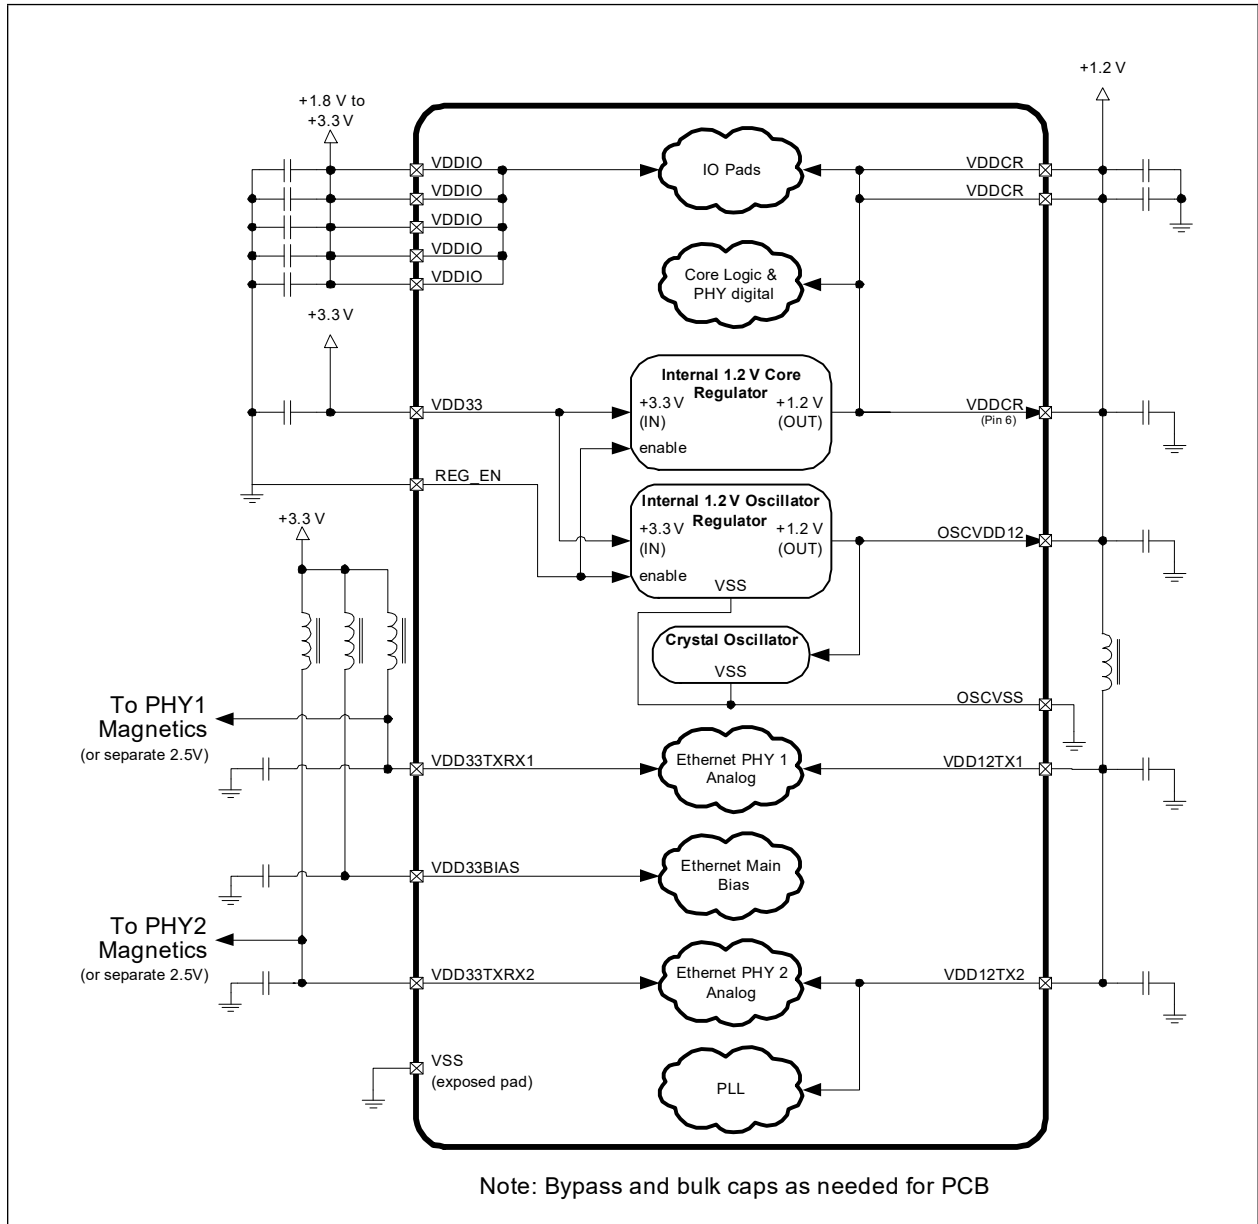 +1.2 V
+1.8 V to
+3.3 V
VDDIO
IO Pads
VDDCR
VDDIO
VDDCR
VDDIO
VDDIO
Core Logic &
PHY digital
VDDIO
+3.3 V
Internal 1.2 V Core
Regulator
+3.3 V
(IN)
+1.2 V
(OUT)
enable
VDD33
VDDCR
(Pin 6)
REG_EN
Internal 1.2 V Oscillator
Regulator
+3.3 V
(IN)
+1.2 V
(OUT)
enable
VSS
OSCVDD12
+3.3 V
Crystal Oscillator
VSS
OSCVSS
To PHY1
Magnetics
(or separate 2.5V)
VDD33TXRX1
Ethernet PHY 1
Analog
VDD12TX1
VDD33BIAS
Ethernet Main
Bias
To PHY2
Magnetics
(or separate 2.5V)
VDD33TXRX2
Ethernet PHY 2
Analog
VDD12TX2
VSS
(exposed pad)
PLL
Note: Bypass and bulk caps as needed for PCB